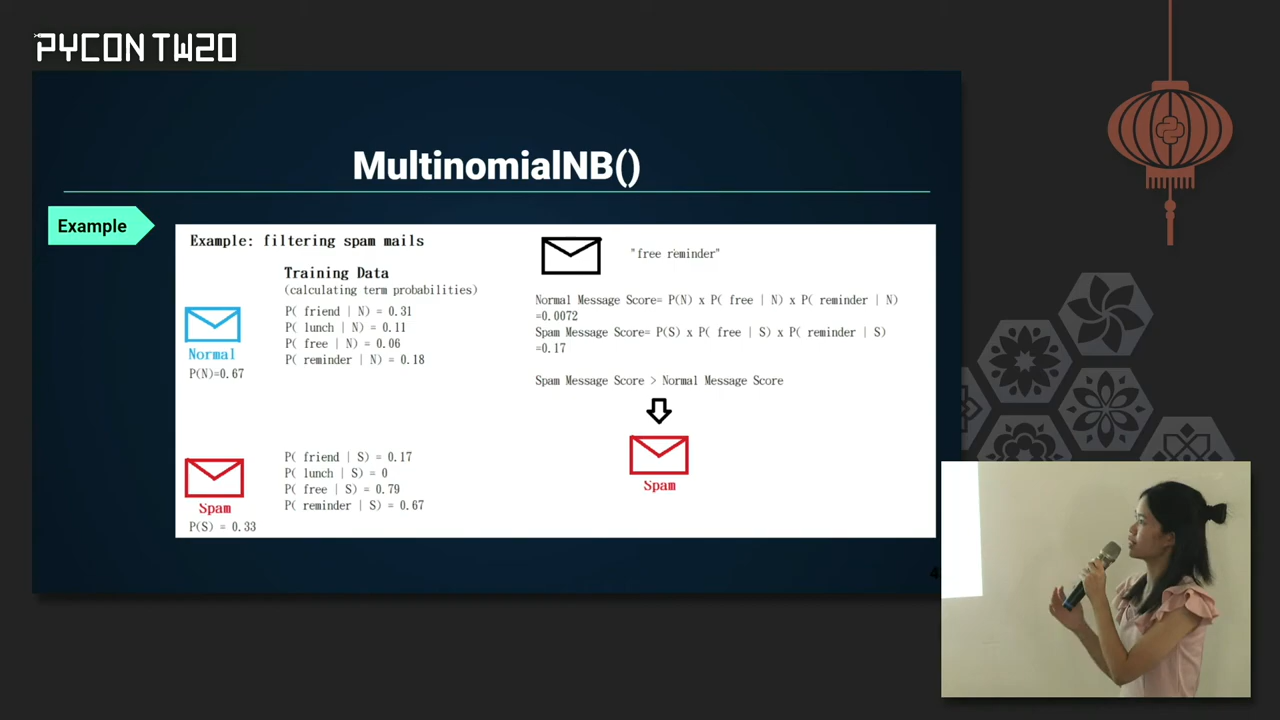 PYCON TW20
MultinomialNB()
Example
Example: filtering spam mails
Training Data
(calculating term probabilities)
Normal
P(N)=0.67
P( friend | N) = 0.31
P( lunch | N) = 0.11
P( free | N) = 0.06
P( reminder | N) = 0.18
Spam
P(S) = 0.33
P( friend | S) = 0.17
P( lunch | S) = 0
P( free | S) = 0.79
P( reminder | S) = 0.67
"free reminder"
Normal Message Score= P(N) x P( free | N) x P( reminder | N)
=0.0072
Spam Message Score= P(S) x P( free | S) x P( reminder | S)
=0.17
Spam Message Score > Normal Message Score
Spam